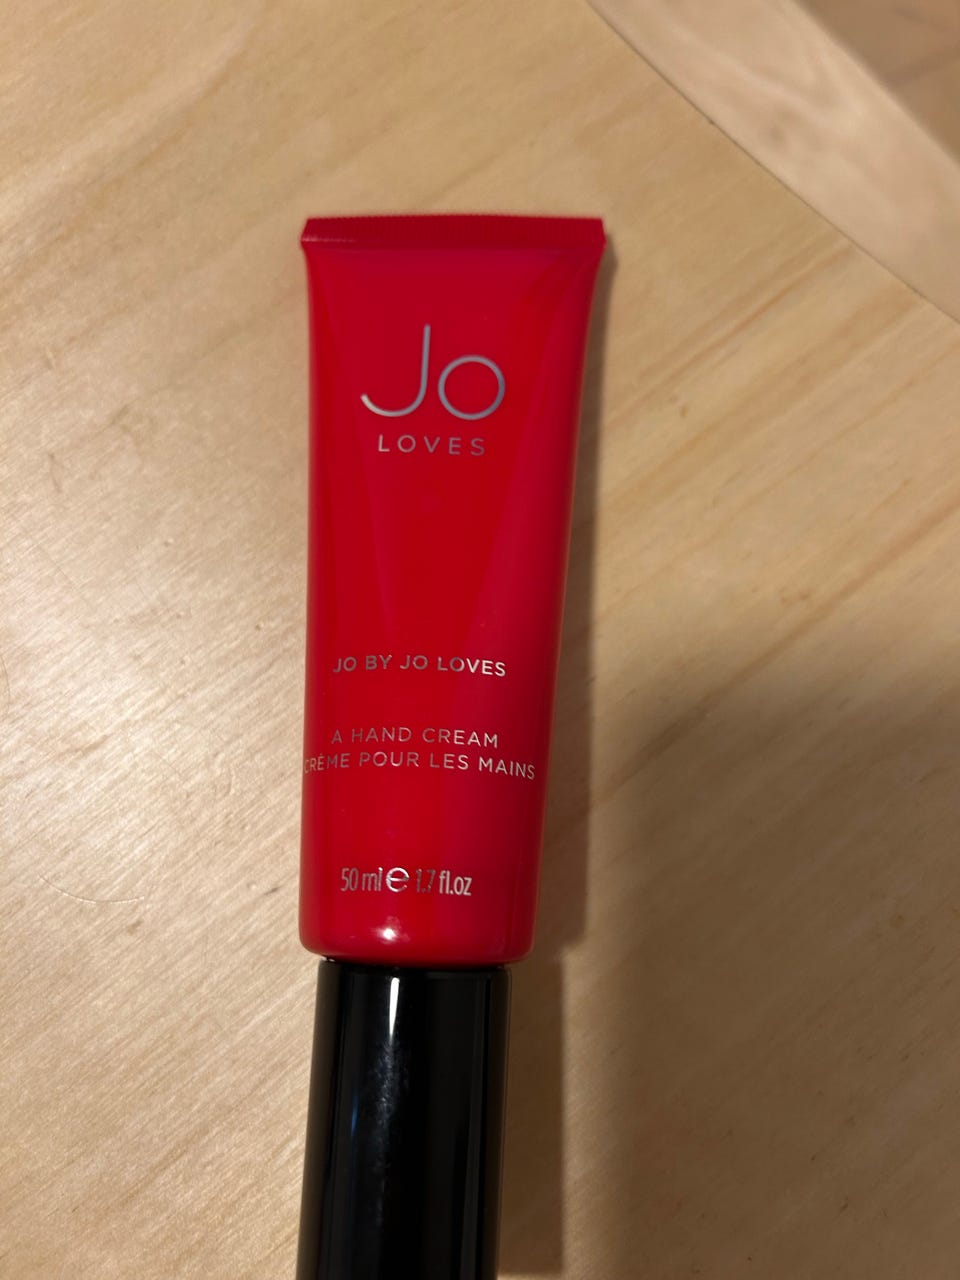 Jo
LOVES
JO BY JO LOVES
A HAND CREAM
CRÈME POUR LES MAINS
50 ml ℮ 1.7 fl.oz